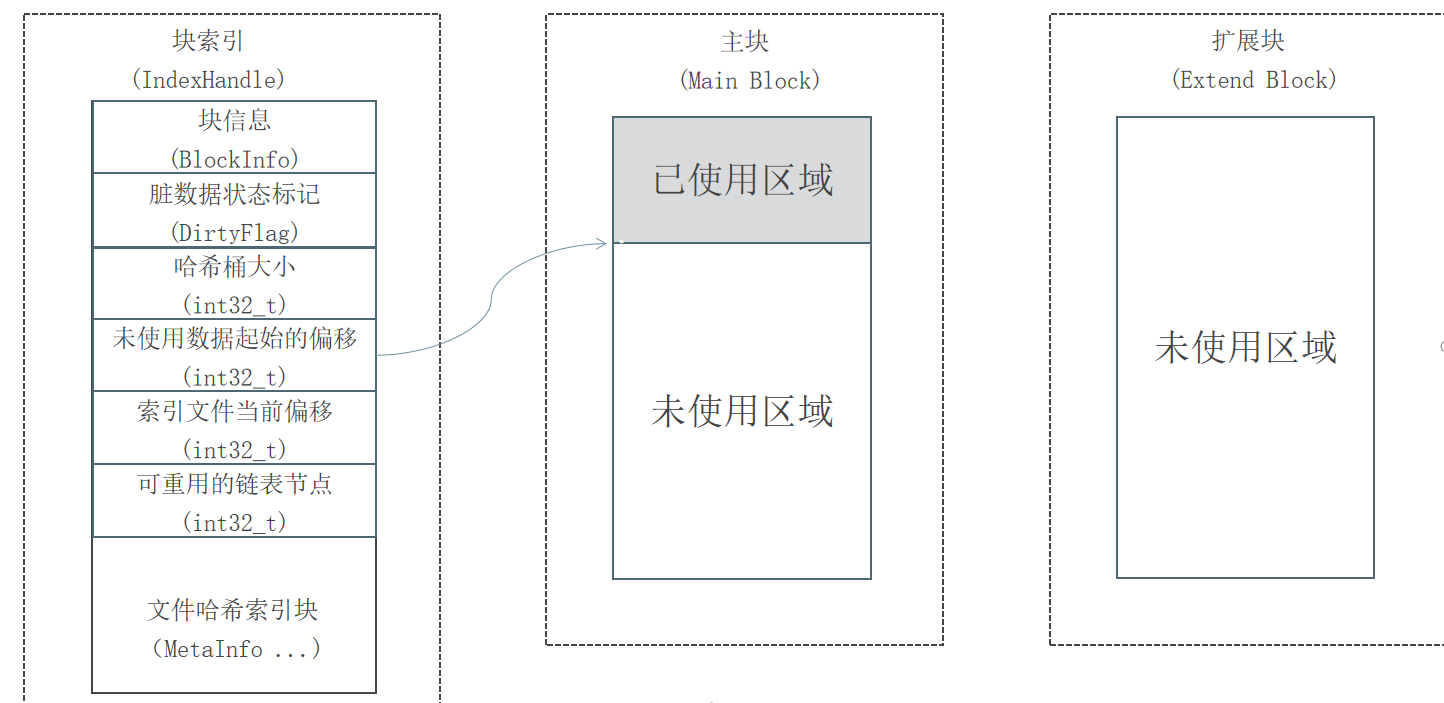 块索引
(IndexHandle)
块信息
(BlockInfo)
脏数据状态标记
(DirtyFlag)
哈希桶大小
(int32_t)
未使用数据起始的偏移
(int32_t)
索引文件当前偏移
(int32_t)
可重用的链表节点
(int32_t)
文件哈希索引块
(MetaInfo ...)
主块
(Main Block)
已使用区域
未使用区域
扩展块
(Extend Block)
未使用区域